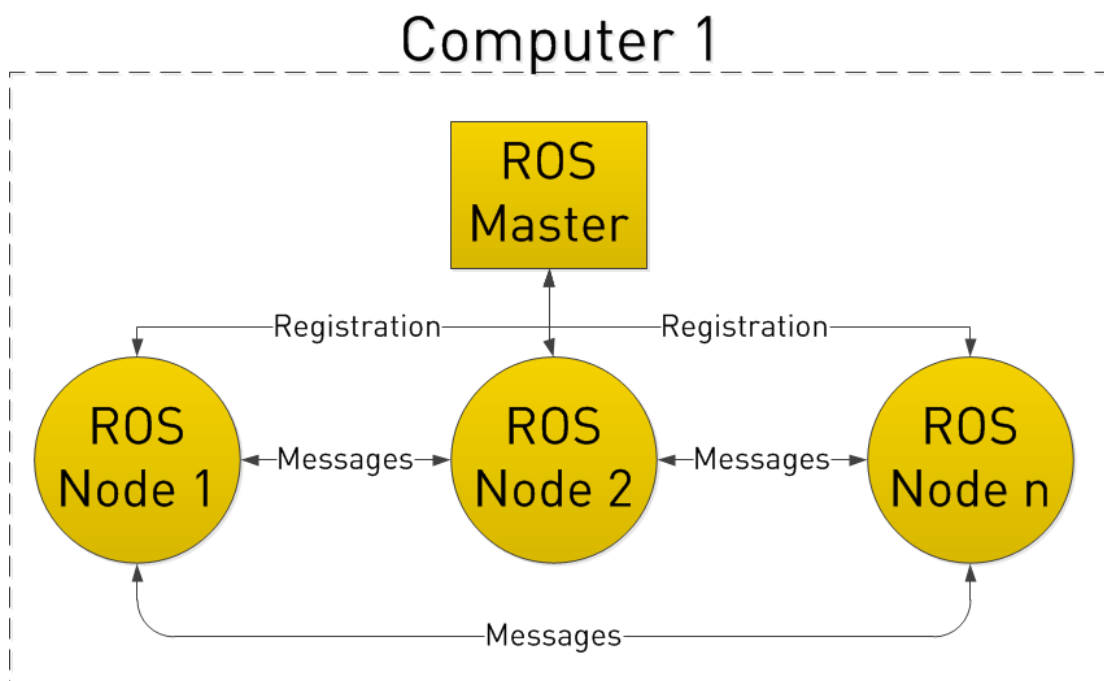 Computer 1
ROS
Master
Registration
Registration
ROS
Node 1
Messages
ROS
Node 2
Messages
ROS
Node n
Messages